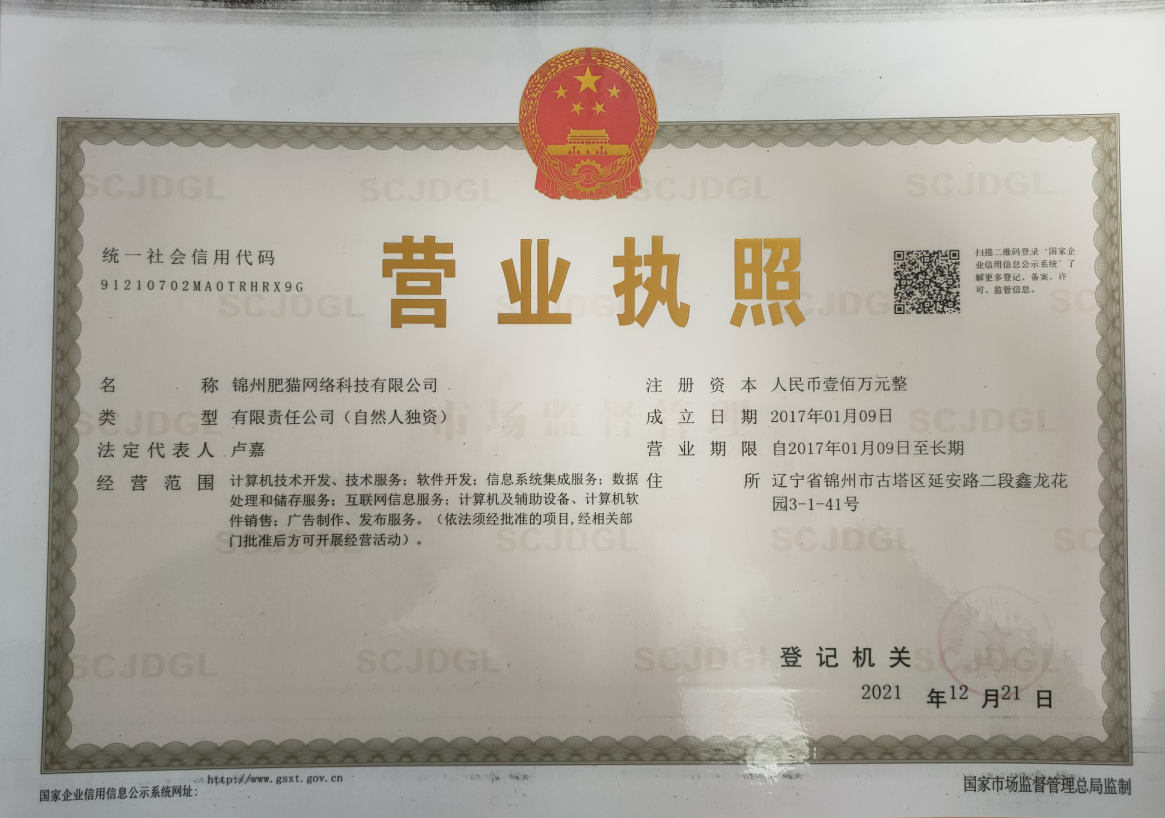 营业执照
统一社会信用代码
91210702MA0TRHRX9G
扫描二维码登录‘国家企
业信用信息公示系统’了
解更多登记、备案、许
可、监管信息。
名 称 锦州肥猫网络科技有限公司
类 型 有限责任公司（自然人独资）
法定代表人 卢嘉
经营范围 计算机技术开发、技术服务；软件开发；信息系统集成服务；数据
处理和储存服务；互联网信息服务；计算机及辅助设备、计算机软
件销售；广告制作、发布服务。（依法须经批准的项目,经相关部
门批准后方可开展经营活动）。
注册资本 人民币壹佰万元整
成立日期 2017年01月09日
营业期限 自2017年01月09日至长期
住 所 辽宁省锦州市古塔区延安路二段鑫龙花
园3-1-41号
登记机关
2021 年12 月21 日
http://www.gsxt.gov.cn
国家企业信用信息公示系统网址:
国家市场监督管理总局监制
SCJDGL
市场监督管理